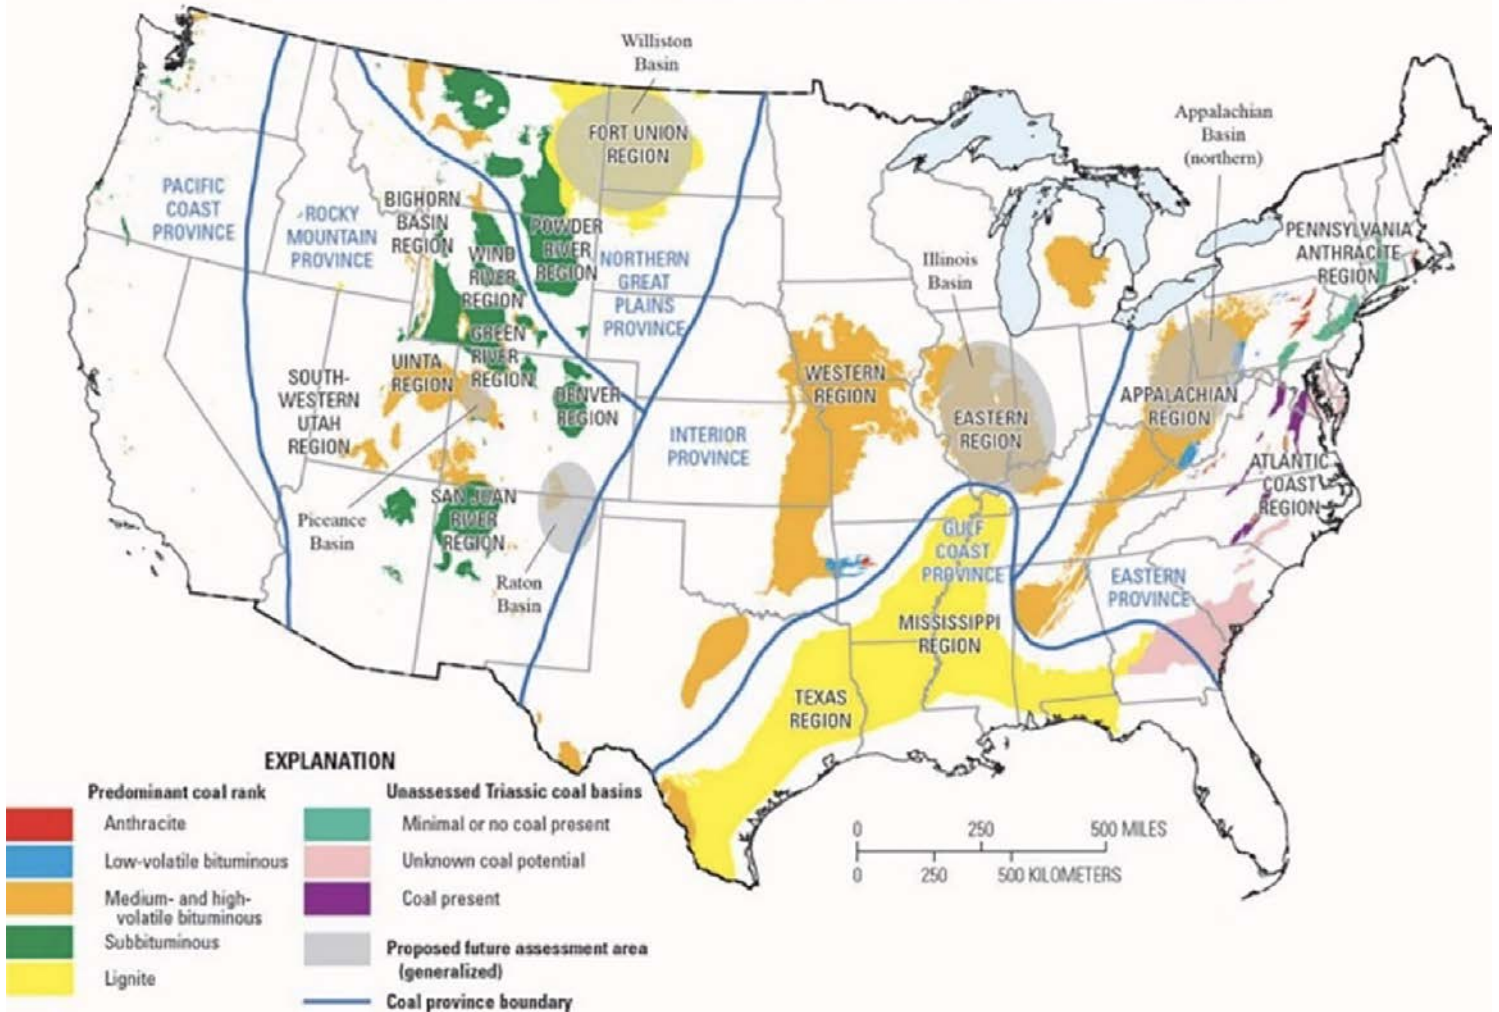 Williston
Basin
FORT UNION
REGION
Appalachian
Basin
(northern)
PACIFIC
COAST
PROVINCE
ROCKY
MOUNTAIN
PROVINCE
BIGHORN
BASIN
REGION
WIND
RIVER
REGION
POWDER
RIVER
REGION
NORTHERN
GREAT
PLAINS
PROVINCE
Illinois
Basin
PENNSYLVANIA
ANTHRACITE
REGION
GREEN
RIVER
REGION
UINTA
REGION
SOUTH-
WESTERN
UTAH
REGION
DENVER
REGION
WESTERN
REGION
EASTERN
REGION
APPALACHIAN
REGION
INTERIOR
PROVINCE
ATLANTIC
COAST
REGION
SAN JUAN
RIVER
REGION
Piceance
Basin
Raton
Basin
GULF
COAST
PROVINCE
EASTERN
PROVINCE
MISSISSIPPI
REGION
TEXAS
REGION
EXPLANATION
Predominant coal rank
Anthracite
Low-volatile bituminous
Medium- and high-
volatile bituminous
Subbituminous
Lignite
Unassessed Triassic coal basins
Minimal or no coal present
Unknown coal potential
Coal present
Proposed future assessment area
(generalized)
Coal province boundary
0 250 500 MILES
0 250 500 KILOMETERS